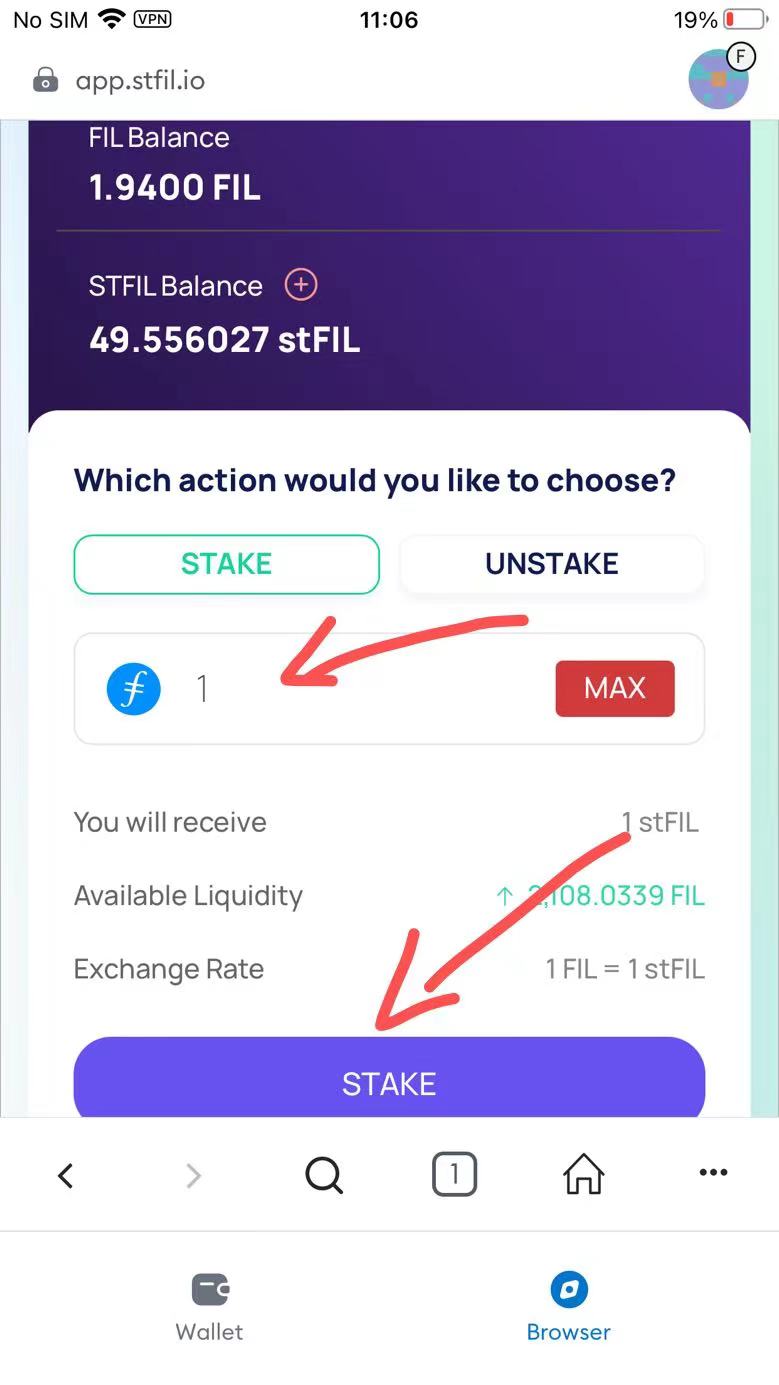 No SIM VPN 11:06 19%
app.stfil.io F
FIL Balance
1.9400 FIL
STFIL Balance
49.556027 stFIL
Which action would you like to choose?
STAKE UNSTAKE
1 MAX
You will receive 1 stFIL
Available Liquidity ↑ 2,108.0339 FIL
Exchange Rate 1 FIL = 1 stFIL
STAKE
1
Wallet Browser